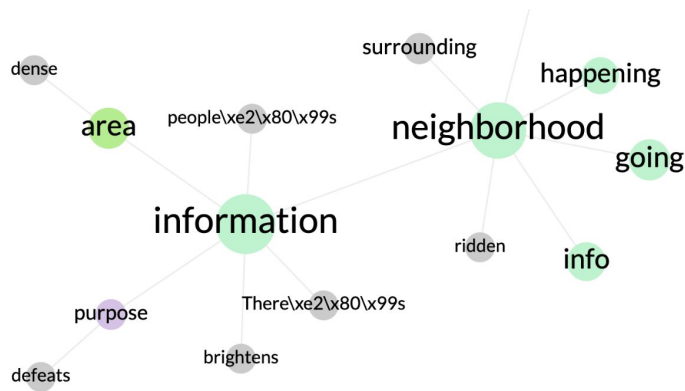 surrounding
dense
happening
people\xe2\x80\x99s
area
neighborhood
going
information
ridden
info
There\xe2\x80\x99s
purpose
brightens
defeats